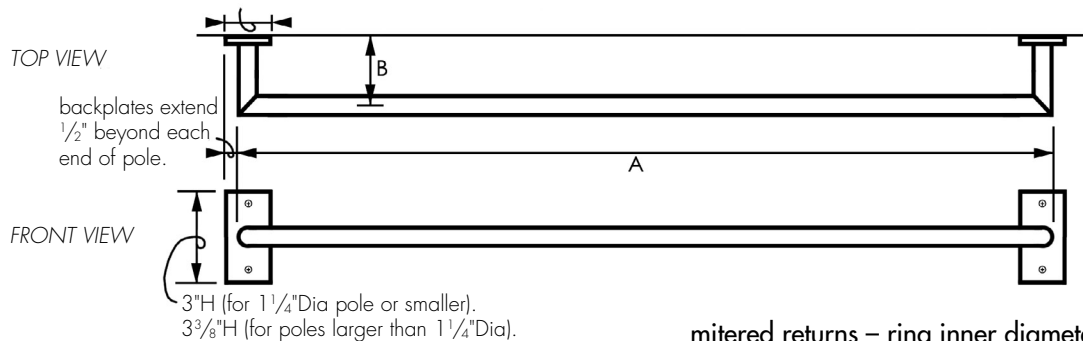 TOP VIEW
B
backplates extend
1/2" beyond each
end of pole.
A
FRONT VIEW
3"H (for 1 1/4"Dia pole or smaller).
3 3/8"H (for poles larger than 1 1/4"Dia).
mitered returns – ring inner diamete